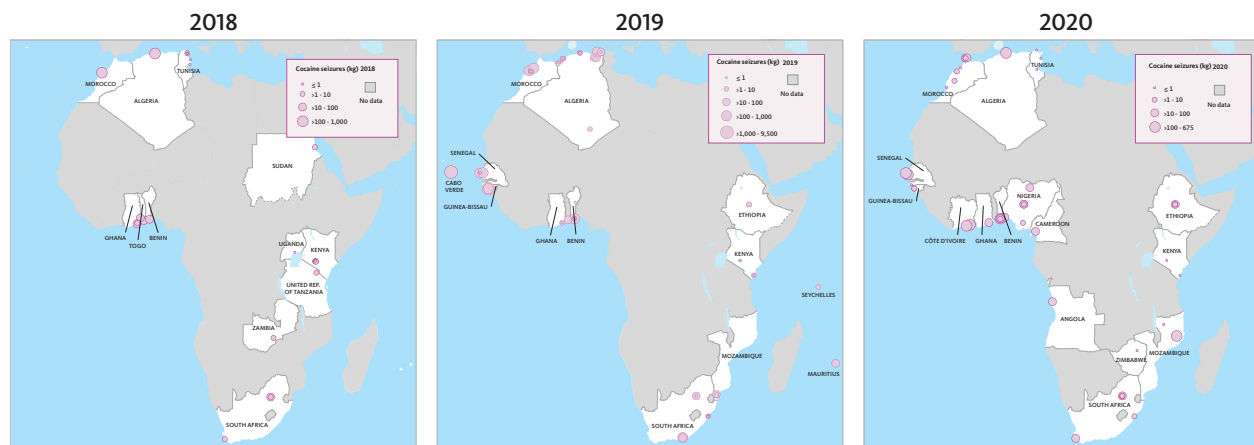 2018
Cocaine seizures (kg) 2018
≤ 1
>1 - 10
>10 - 100
>100 - 1,000
No data
TUNISIA
MOROCCO
ALGERIA
SUDAN
GHANA
TOGO
BENIN
UGANDA
KENYA
UNITED REP.
OF TANZANIA
ZAMBIA
SOUTH AFRICA
2019
Cocaine seizures (kg) 2019
≤ 1
>1 - 10
>10 - 100
>100 - 1,000
>1,000 - 9,500
No data
MOROCCO
ALGERIA
SENEGAL
CABO
VERDE
GUINEA-BISSAU
GHANA
BENIN
ETHIOPIA
KENYA
SEYCHELLES
MOZAMBIQUE
MAURITIUS
SOUTH AFRICA
2020
Cocaine seizures (kg) 2020
≤ 1
>1 - 10
>10 - 100
>100 - 675
No data
TUNISIA
MOROCCO
ALGERIA
SENEGAL
GUINEA-BISSAU
NIGERIA
ETHIOPIA
CAMEROON
CÔTE D'IVOIRE
GHANA
BENIN
KENYA
ANGOLA
MOZAMBIQUE
ZIMBABWE
SOUTH AFRICA